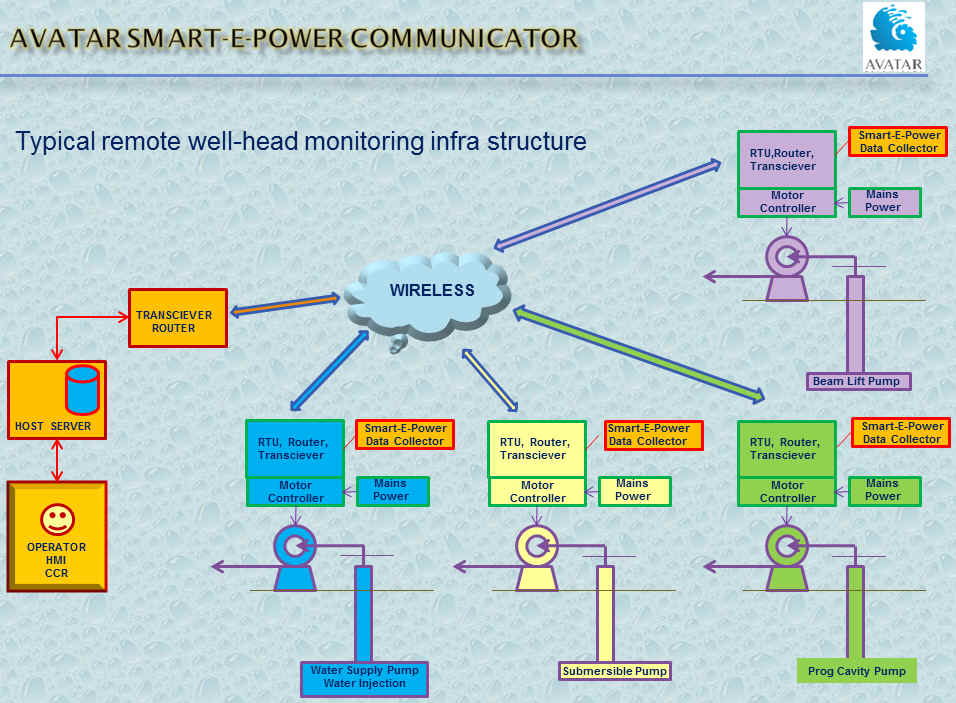 AVATAR SMART-E-POWER COMMUNICATOR
AVATAR
Typical remote well-head monitoring infra structure
Smart-E-Power
Data Collector
RTU,Router,
Transciever
Motor
Controller
Mains
Power
Beam Lift Pump
WIRELESS
TRANSCIEVER
ROUTER
HOST SERVER
OPERATOR
HMI
CCR
RTU, Router,
Transciever
Smart-E-Power
Data Collector
Motor
Controller
Mains
Power
Water Supply Pump
Water Injection
RTU, Router,
Transciever
Smart-E-Power
Data Collector
Motor
Controller
Mains
Power
Submersible Pump
RTU, Router,
Transciever
Smart-E-Power
Data Collector
Motor
Controller
Mains
Power
Prog Cavity Pump